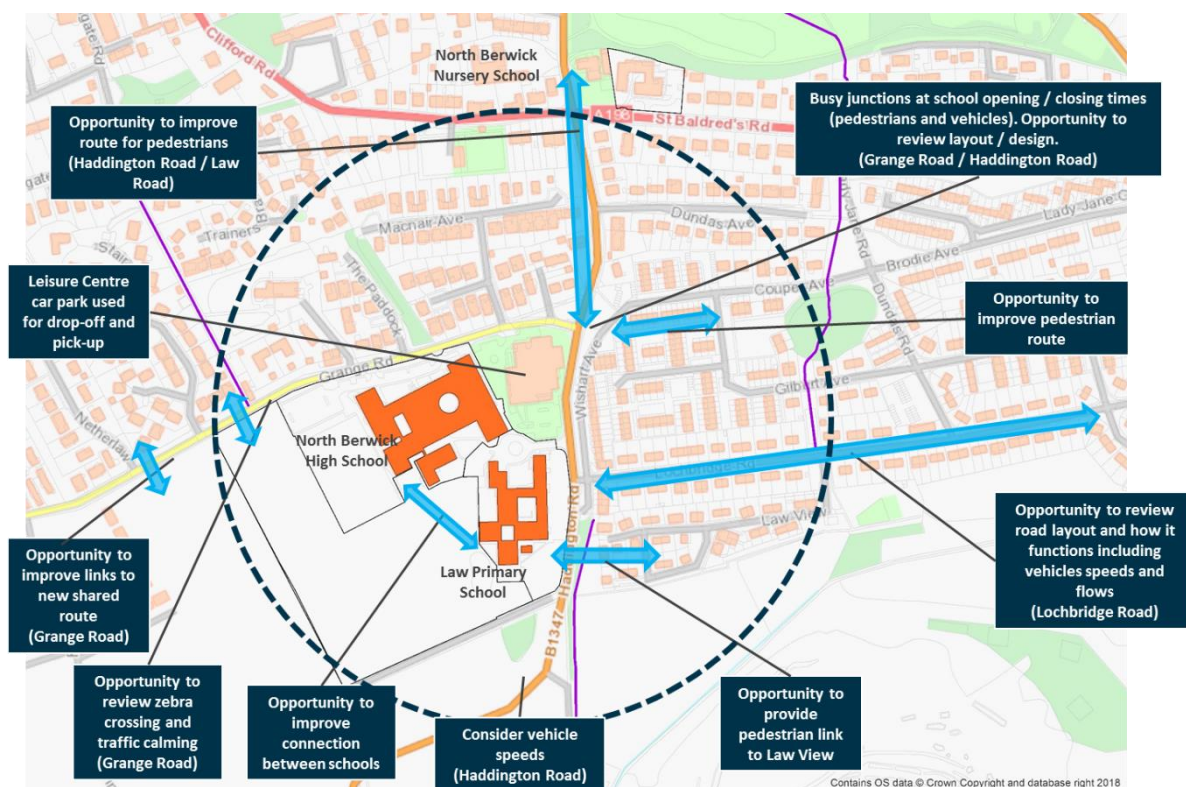 Clifford Rd
North Berwick
Nursery School
A198
St Baldred's Rd
Busy junctions at school opening / closing times
(pedestrians and vehicles). Opportunity to
review layout / design.
(Grange Road / Haddington Road)
Opportunity to improve
route for pedestrians
(Haddington Road / Law
Road)
Trainers
Macnair Ave
The Paddock
Dundas Ave
Lady Jane
Brodie Ave
Couper Ave
Dundas Rd
Leisure Centre
car park used
for drop-off and
pick-up
Opportunity to
improve pedestrian
route
Grange Rd
Wishart Ave
Gilbert Ave
Netherlaw
North Berwick
High School
Lochbridge Rd
Haddington Rd
Law View
Law Primary
School
B1347
Opportunity to
improve links to
new shared
route
(Grange Road)
Opportunity to review
road layout and how it
functions including
vehicles speeds and
flows
(Lochbridge Road)
Opportunity to
review zebra
crossing and
traffic calming
(Grange Road)
Opportunity to
improve
connection
between schools
Consider vehicle
speeds
(Haddington Road)
Opportunity to
provide
pedestrian link
to Law View
Contains OS data © Crown Copyright and database right 2018